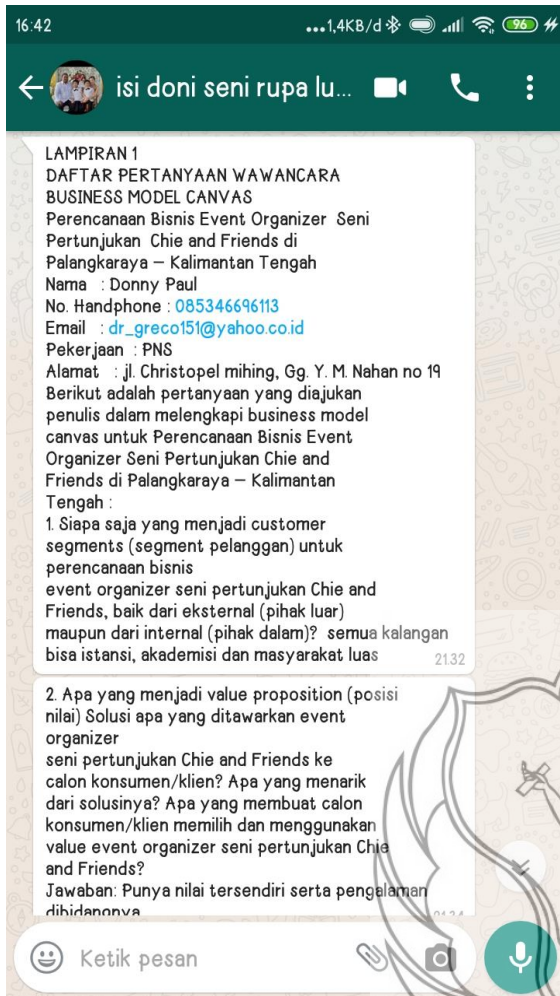 16:42
...1,4KB/d
96
isi doni seni rupa lu...
LAMPIRAN 1
DAFTAR PERTANYAAN WAWANCARA
BUSINESS MODEL CANVAS
Perencanaan Bisnis Event Organizer Seni
Pertunjukan Chie and Friends di
Palangkaraya – Kalimantan Tengah
Nama : Donny Paul
No. Handphone : 085346696113
Email : dr_greco151@yahoo.co.id
Pekerjaan : PNS
Alamat : jl. Christopel mihing, Gg. Y. M. Nahan no 19
Berikut adalah pertanyaan yang diajukan
penulis dalam melengkapi business model
canvas untuk Perencanaan Bisnis Event
Organizer Seni Pertunjukan Chie and
Friends di Palangkaraya – Kalimantan
Tengah :
1. Siapa saja yang menjadi customer
segments (segment pelanggan) untuk
perencanaan bisnis
event organizer seni pertunjukan Chie and
Friends, baik dari eksternal (pihak luar)
maupun dari internal (pihak dalam)? semua kalangan
bisa istansi, akademisi dan masyarakat luas
21.32
2. Apa yang menjadi value proposition (posisi
nilai) Solusi apa yang ditawarkan event
organizer
seni pertunjukan Chie and Friends ke
calon konsumen/klien? Apa yang menarik
dari solusinya? Apa yang membuat calon
konsumen/klien memilih dan menggunakan
value event organizer seni pertunjukan Chie
and Friends?
Jawaban: Punya nilai tersendiri serta pengalaman
dibidangnya
21.34
Ketik pesan